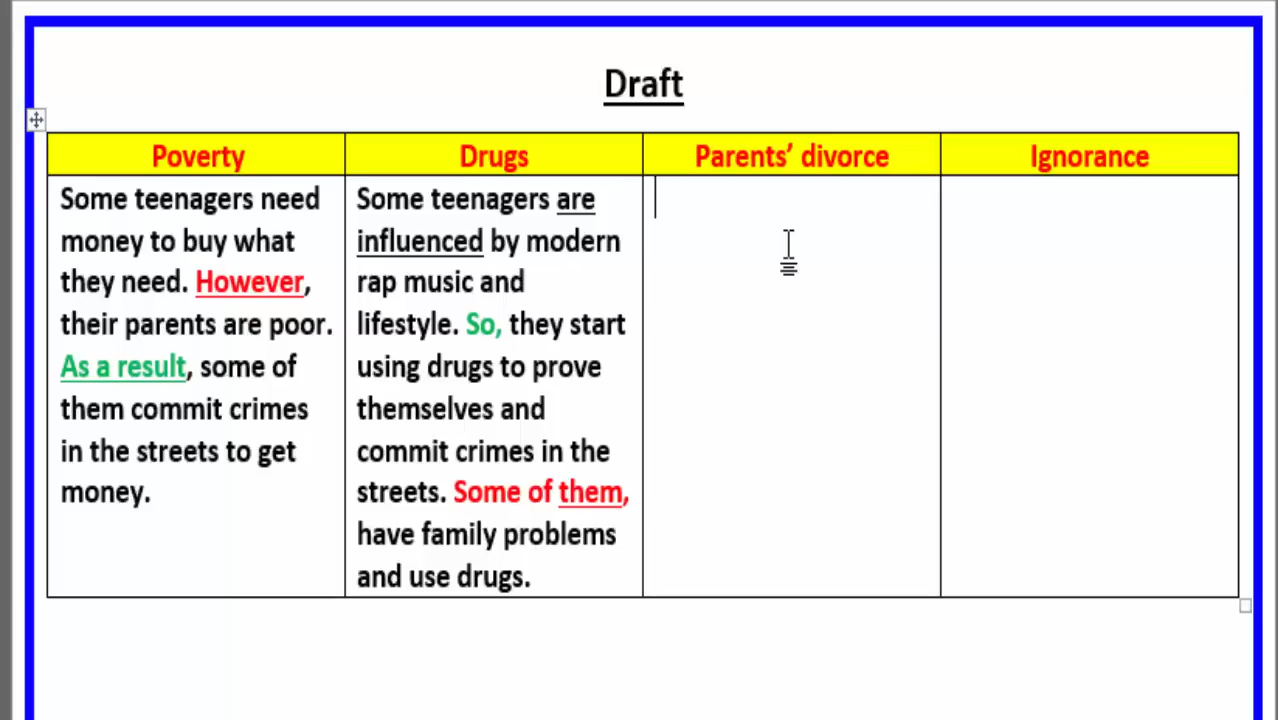 Draft
Poverty
Drugs
Parents’ divorce
Ignorance
Some teenagers need
money to buy what
they need. However,
their parents are poor.
As a result, some of
them commit crimes
in the streets to get
money.
Some teenagers are
influenced by modern
rap music and
lifestyle. So, they start
using drugs to prove
themselves and
commit crimes in the
streets. Some of them,
have family problems
and use drugs.